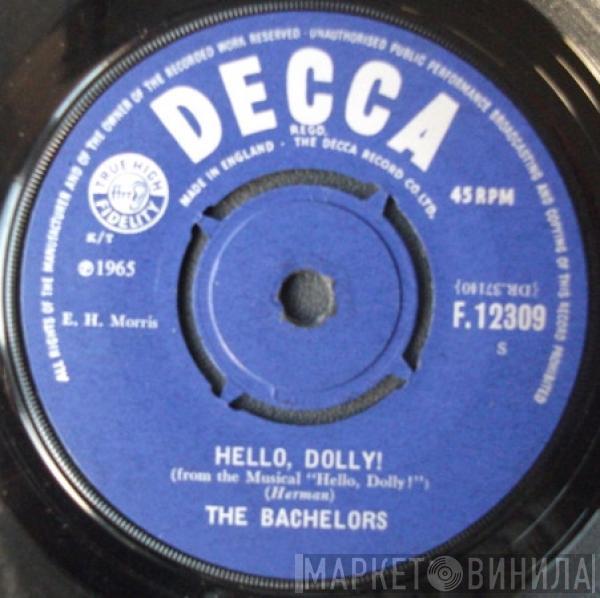 ALL RIGHTS OF THE MANUFACTURER AND OF THE OWNER OF THE RECORDED WORK RESERVED · UNAUTHORISED PUBLIC PERFORMANCE BROADCASTING AND COPYING OF THIS RECORD PROHIBITED
DECCA
REGD.
MADE IN ENGLAND · THE DECCA RECORD CO. LTD.
TRUE HIGH
ffrr
FIDELITY
45 RPM
K/T
℗1965
(DR.37140)
E. H. Morris
F.12309
S
HELLO, DOLLY!
(from the Musical "Hello, Dolly!")
(Herman)
THE BACHELORS
МАРКЕТ ВИНИЛА